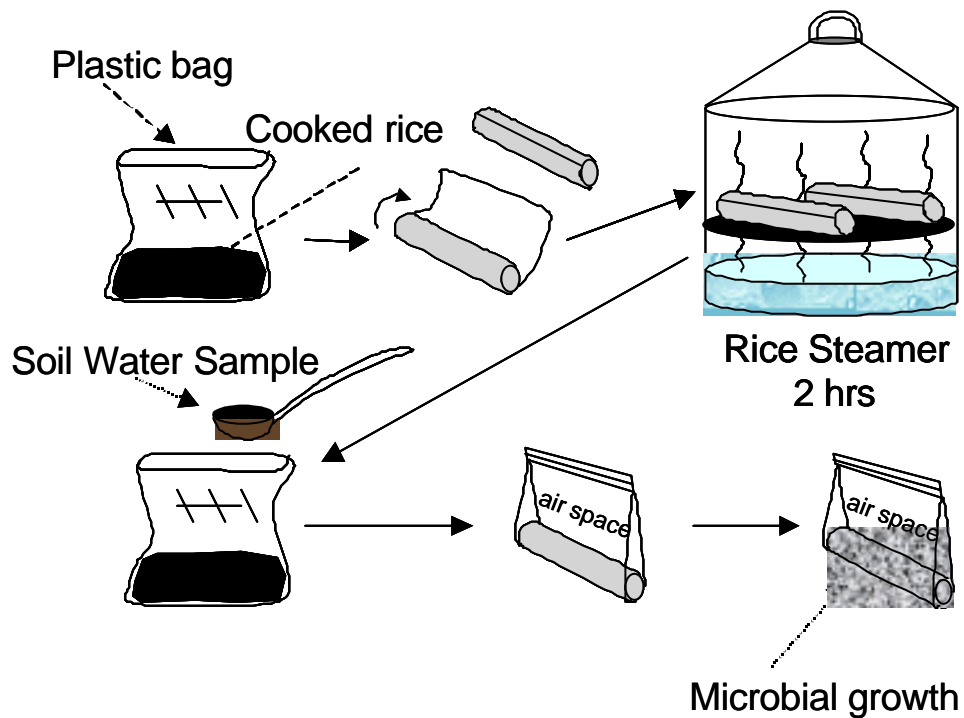 Plastic bag
Cooked rice
Rice Steamer
2 hrs
Soil Water Sample
air space
air space
Microbial growth